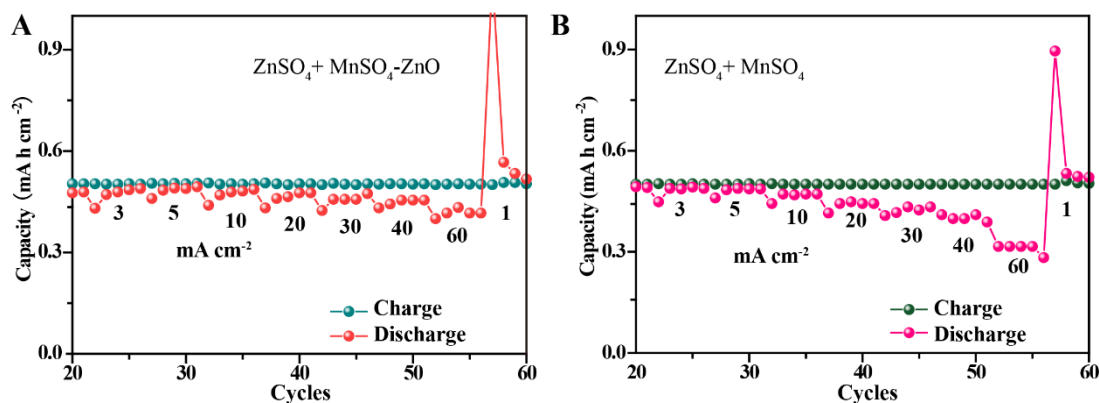 A
Capacity (mA h cm-2)
0.9
0.6
0.3
0.0
ZnSO4+ MnSO4-ZnO
3 5 10 20 30 40 60 1
mA cm-2
Charge
Discharge
20 30 40 50 60
Cycles
B
Capacity (mA h cm-2)
0.9
0.6
0.3
0.0
ZnSO4+ MnSO4
3 5 10 20 30 40 60 1
mA cm-2
Charge
Discharge
20 30 40 50 60
Cycles